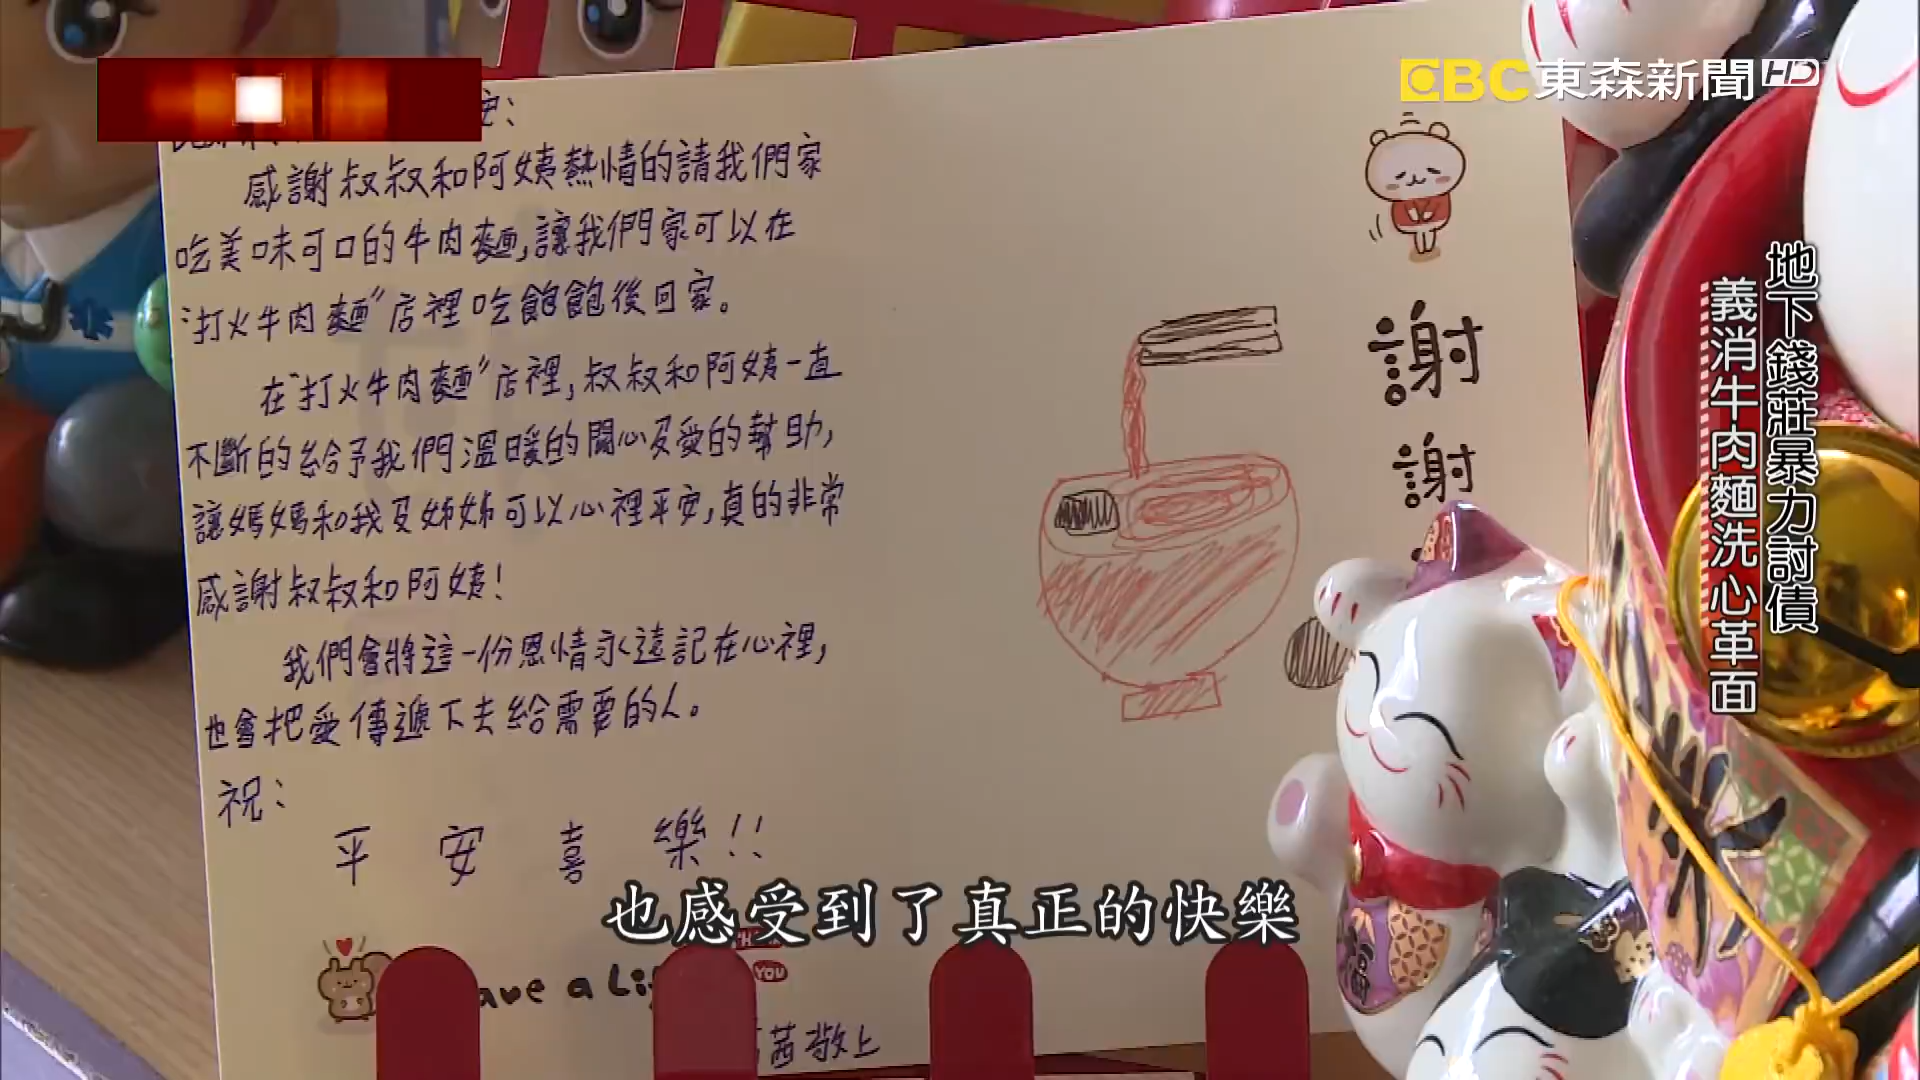 EBC 東森新聞 HD
地下錢莊暴力討債
義消牛肉麵洗心革面
安：
感謝叔叔和阿姨熱情的請我們家
吃美味可口的牛肉麵,讓我們家可以在
"打火牛肉麵"店裡吃飽飽後回家。
在"打火牛肉麵"店裡,叔叔和阿姨一直
不斷的給予我們溫暖的關心及愛的幫助,
讓媽媽和我及姊姊可以心裡平安,真的非常
感謝叔叔和阿姨!
我們會將這一份恩情永遠記在心裡,
也會把愛傳遞下去給需要的人。
祝：
平安喜樂!!
ave a Li
YOU
茜敬上
謝
謝
也感受到了真正的快樂